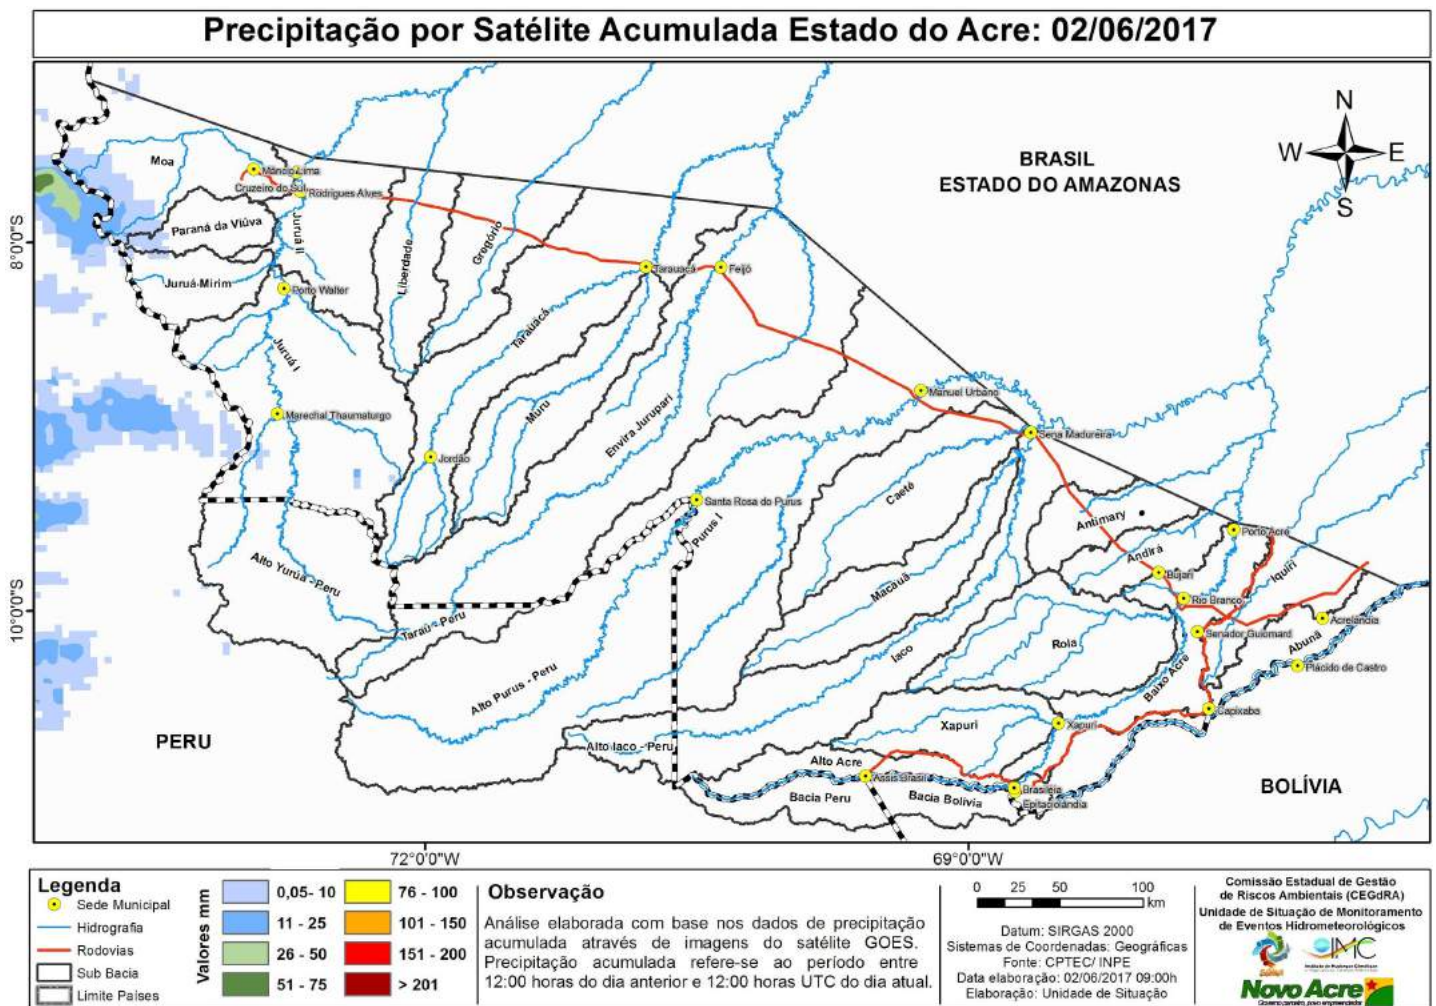 Precipitação por Satélite Acumulada Estado do Acre: 02/06/2017
N
W
E
S
BRASIL
ESTADO DO AMAZONAS
Moa
Mâncio Lima
Cruzeiro do Sul
Rodrigues Alves
Paraná da Viúva
Juruá II
8°0'0"S
Liberdade
Gregório
Tarauacá
Feijó
Juruá-Mirim
Porto Walter
Tarauacá
Juruá I
Manuel Urbano
Marechal Thaumaturgo
Muru
Envira Jurupari
Sena Madureira
Jordão
Caeté
Santa Rosa do Purus
Purus I
Antimary
Porto Acre
Andirá
Alto Yurúa - Peru
Bujari
Iquiri
Macauã
Rio Branco
10°0'0"S
Taraú - Peru
Acrelândia
Senador Guiomard
Rola
Abunã
Iaco
Plácido de Castro
Baixo Acre
Alto Purus - Peru
Capixaba
Xapuri
Xapuri
PERU
Alto Iaco - Peru
Alto Acre
Assis Brasil
BOLÍVIA
Bacia Peru
Bacia Bolívia
Brasiléia
Epitaciolândia
72°0'0"W
69°0'0"W
Legenda
Sede Municipal
Hidrografia
Rodovias
Sub Bacia
Limite Países
Valores mm
0,05- 10
11 - 25
26 - 50
51 - 75
76 - 100
101 - 150
151 - 200
> 201
Observação
Análise elaborada com base nos dados de precipitação
acumulada através de imagens do satélite GOES.
Precipitação acumulada refere-se ao período entre
12:00 horas do dia anterior e 12:00 horas UTC do dia atual.
0 25 50 100
km
Datum: SIRGAS 2000
Sistemas de Coordenadas: Geográficas
Fonte: CPTEC/ INPE
Data elaboração: 02/06/2017 09:00h
Elaboração: Unidade de Situação
Comissão Estadual de Gestão
de Riscos Ambientais (CEGdRA)
Unidade de Situação de Monitoramento
de Eventos Hidrometeorológicos
IMC
Novo Acre
Governo parceiro, povo empreendedor